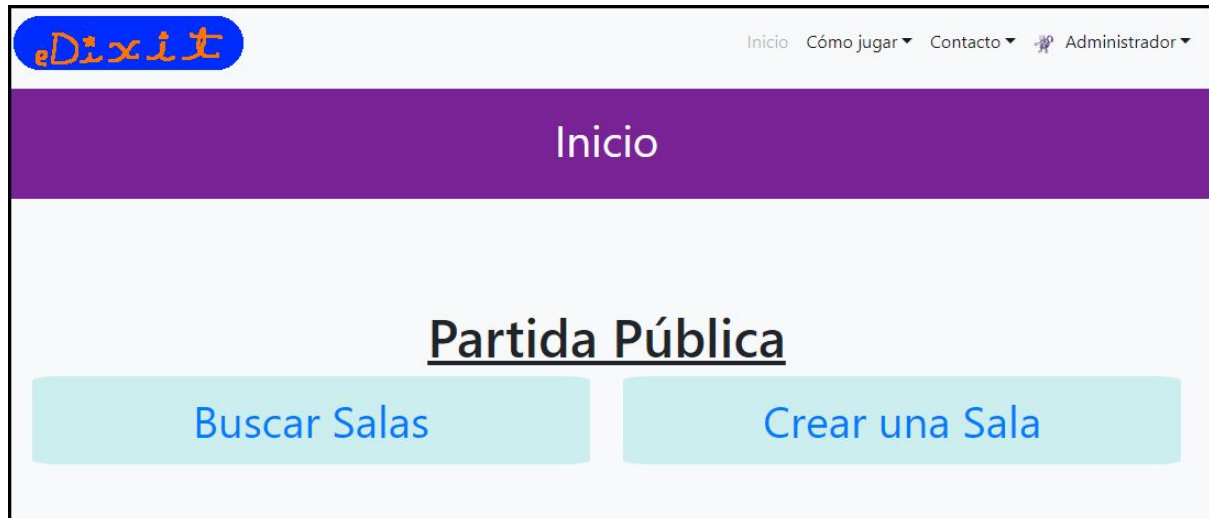 eDixit
Inicio Cómo jugar Contacto Administrador
Inicio
Partida Pública
Buscar Salas
Crear una Sala